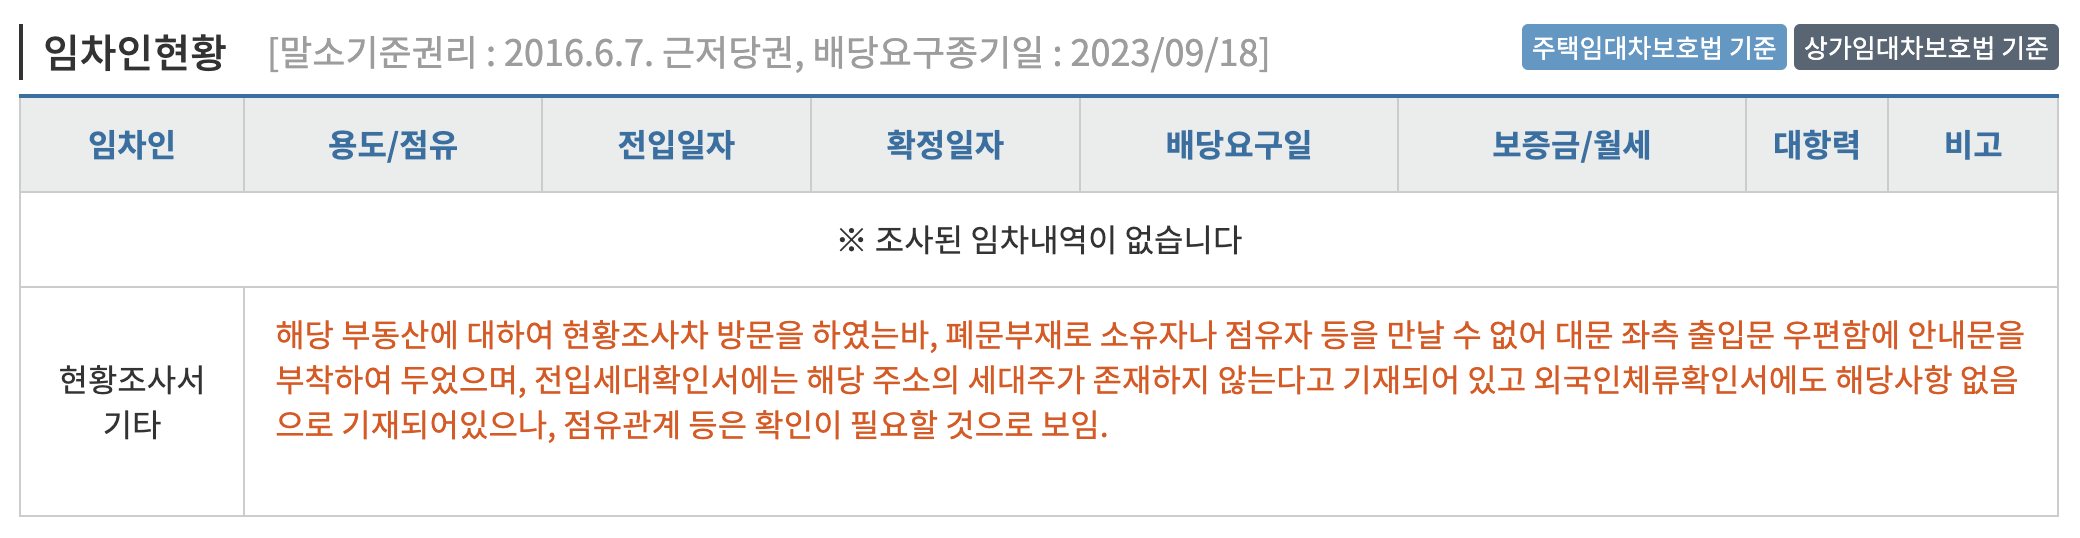 임차인현황 [말소기준권리 : 2016.6.7. 근저당권, 배당요구종기일 : 2023/09/18] 주택임대차보호법 기준 상가임대차보호법 기준
임차인 용도/점유 전입일자 확정일자 배당요구일 보증금/월세 대항력 비고
※ 조사된 임차내역이 없습니다
현황조사서
기타
해당 부동산에 대하여 현황조사차 방문을 하였는바, 폐문부재로 소유자나 점유자 등을 만날 수 없어 대문 좌측 출입문 우편함에 안내문을
부착하여 두었으며, 전입세대확인서에는 해당 주소의 세대주가 존재하지 않는다고 기재되어 있고 외국인체류확인서에도 해당사항 없음
으로 기재되어있으나, 점유관계 등은 확인이 필요할 것으로 보임.